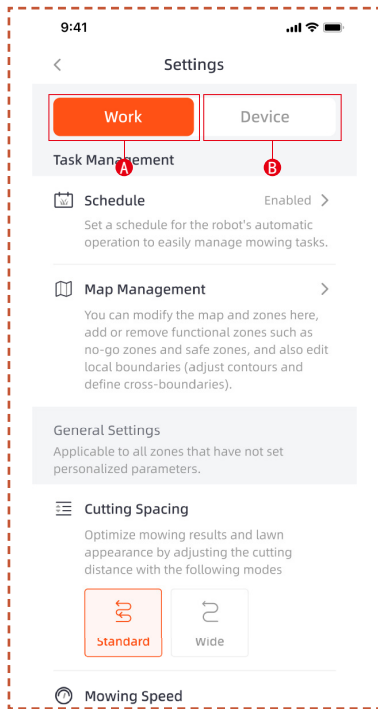 9:41
Settings
Work Device
A B
Task Management
Schedule Enabled
Set a schedule for the robot's automatic
operation to easily manage mowing tasks.
Map Management
You can modify the map and zones here,
add or remove functional zones such as
no-go zones and safe zones, and also edit
local boundaries (adjust contours and
define cross-boundaries).
General Settings
Applicable to all zones that have not set
personalized parameters.
Cutting Spacing
Optimize mowing results and lawn
appearance by adjusting the cutting
distance with the following modes
Standard Wide
Mowing Speed